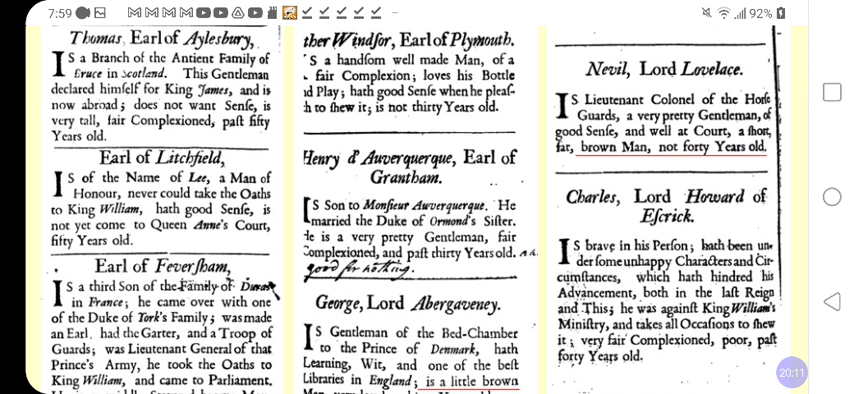 7:59
92%
Thomas, Earl of Aylesbury,
IS a Branch of the Antient Family of
Bruce in Scotland. This Gentleman
declared himself for King James, and is
now abroad; does not want Senſe, is
very tall, fair Complexioned, paſt fifty
Years old.
Earl of Litchfield,
IS of the Name of Lee, a Man of
Honour, never could take the Oaths
to King William, hath good Senſe, is
not yet come to Queen Anne's Court,
fifty Years old.
Earl of Feverſham,
IS a third Son of the Family of Duras
in France; he came over with one
of the Duke of York's Family; was made
an Earl, had the Garter, and a Troop of
Guards; was Lieutenant General of that
Prince's Army, he took the Oaths to
King William, and came to Parliament.
ther Windſor, Earl of Plymouth.
'S a handſom well made Man, of a
fair Complexion; loves his Bottle
nd Play; hath good Senſe when he pleaſ-
h to ſhew it; is not thirty Years old.
Henry d'Auverquerque, Earl of
Grantham.
IS Son to Monſieur Auverquerque. He
married the Duke of Ormond's Siſter.
He is a very pretty Gentleman, fair
Complexioned, and paſt thirty Years old.
good for nothing.
George, Lord Abergaveney.
IS Gentleman of the Bed-Chamber
to the Prince of Denmark, hath
Learning, Wit, and one of the beſt
Libraries in England; is a little brown
Nevil, Lord Lovelace.
IS Lieutenant Colonel of the Horſe
Guards, a very pretty Gentleman, of
good Senſe, and well at Court, a ſhort,
fat, brown Man, not forty Years old.
Charles, Lord Howard of
Eſcrick.
IS brave in his Perſon; hath been un-
der ſome unhappy Characters and Cir-
cumſtances, which hath hindred his
Advancement, both in the laſt Reign
and This; he was againſt King William's
Miniſtry, and takes all Occaſions to ſhew
it; very fair Complexioned, poor, paſt
forty Years old.
20:11